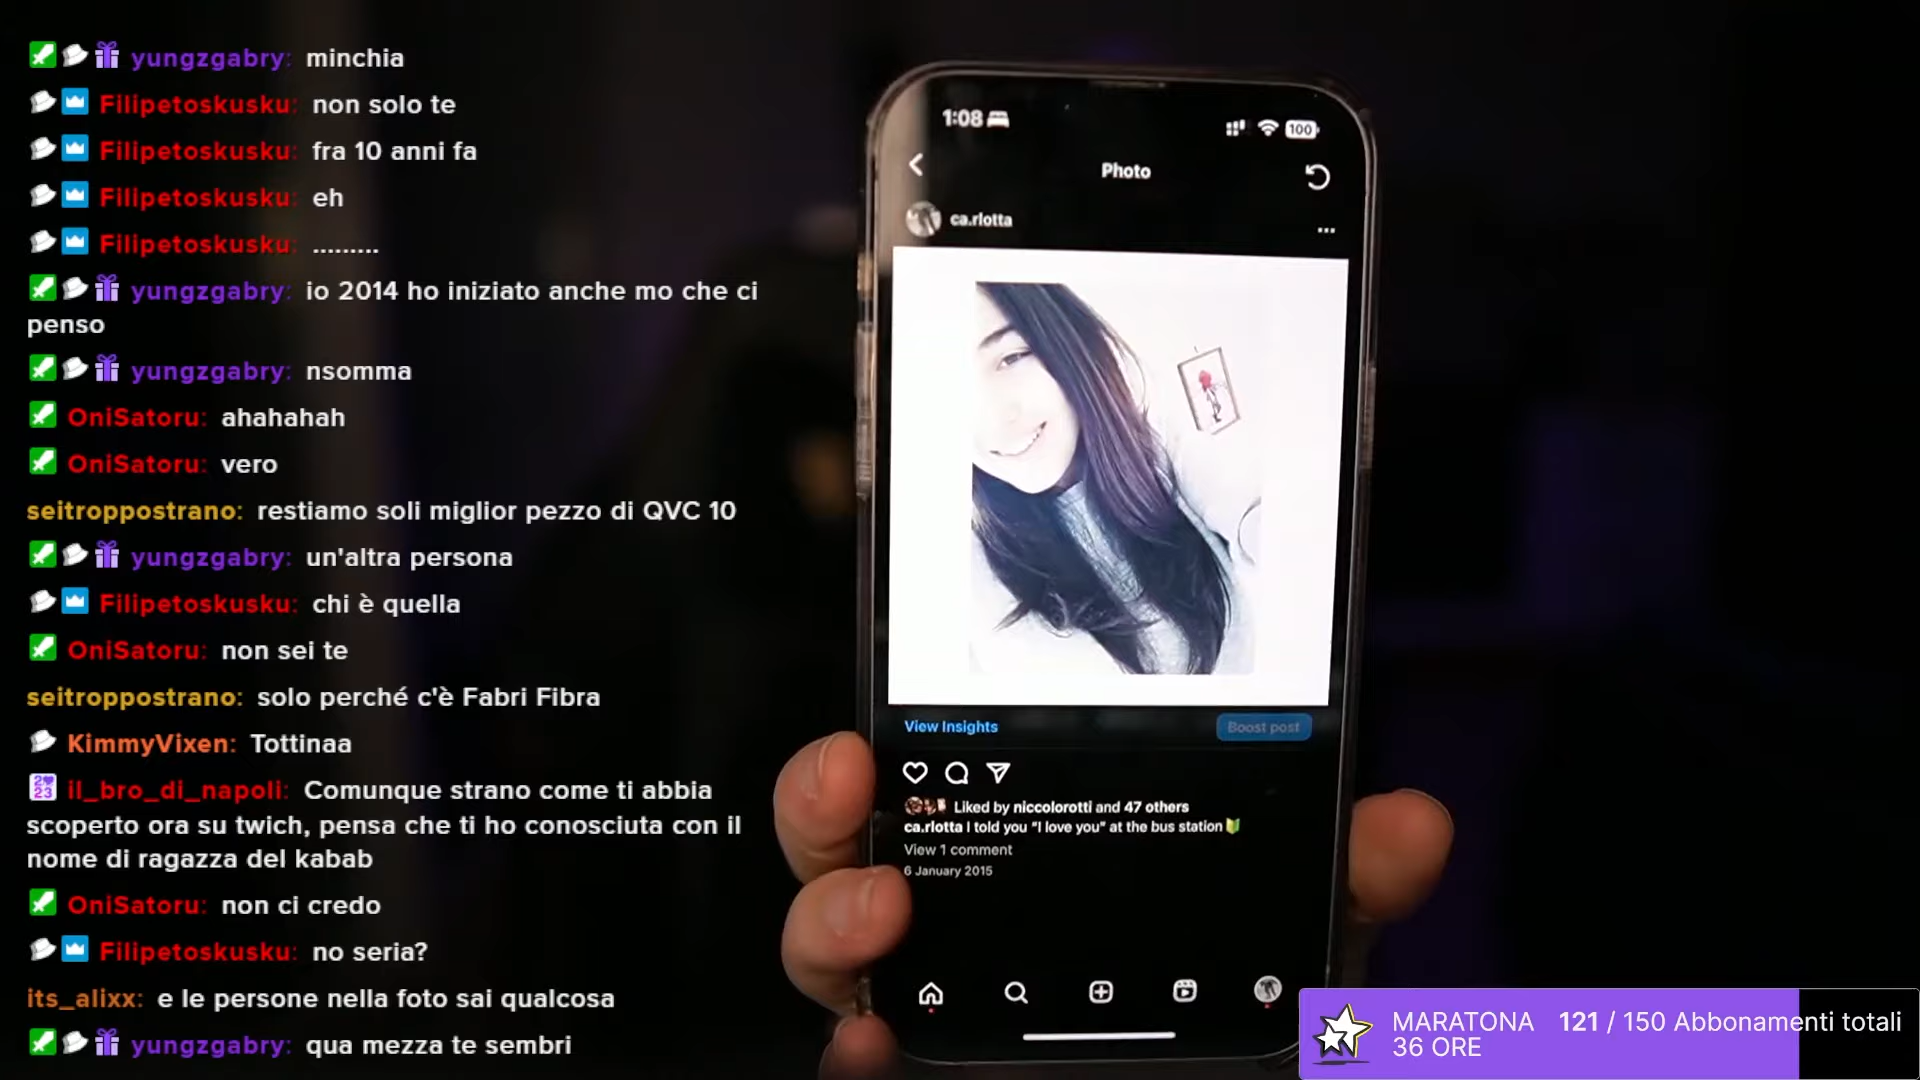 yungzgabry: minchia
Filipetoskusku: non solo te
Filipetoskusku: fra 10 anni fa
Filipetoskusku: eh
Filipetoskusku: .........
yungzgabry: io 2014 ho iniziato anche mo che ci
penso
yungzgabry: nsomma
OniSatoru: ahahahah
OniSatoru: vero
seitroppostrano: restiamo soli miglior pezzo di QVC 10
yungzgabry: un'altra persona
Filipetoskusku: chi è quella
OniSatoru: non sei te
seitroppostrano: solo perché c'è Fabri Fibra
KimmyVixen: Tottinaa
il_bro_di_napoli: Comunque strano come ti abbia
scoperto ora su twich, pensa che ti ho conosciuta con il
nome di ragazza del kabab
OniSatoru: non ci credo
Filipetoskusku: no seria?
its_alixx: e le persone nella foto sai qualcosa
yungzgabry: qua mezza te sembri
1:08
100
Photo
ca.rlotta
...
View Insights
Boost post
Liked by niccolorotti and 47 others
ca.rlotta I told you "I love you" at the bus station
View 1 comment
6 January 2015
MARATONA 121 / 150 Abbonamenti totali
36 ORE